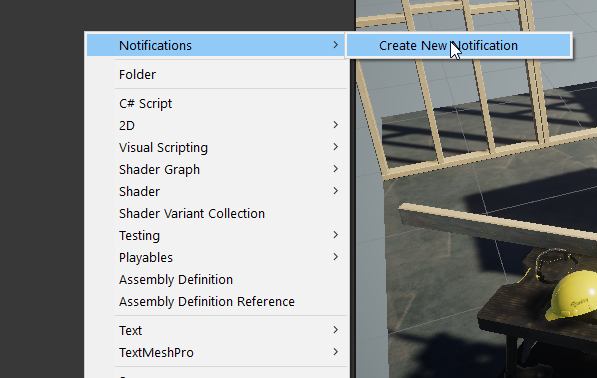 Notifications
Create New Notification
Folder
C# Script
2D
Visual Scripting
Shader Graph
Shader
Shader Variant Collection
Testing
Playables
Assembly Definition
Assembly Definition Reference
Text
TextMeshPro